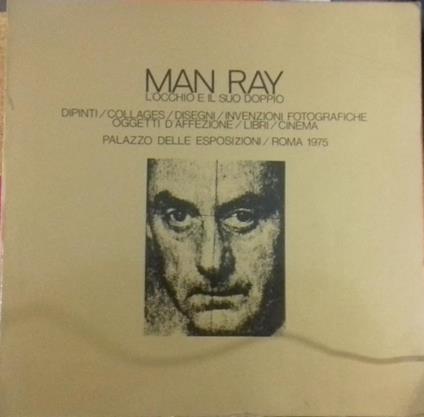 MAN RAY
L'OCCHIO E IL SUO DOPPIO
DIPINTI/COLLAGES/DISEGNI/INVENZIONI FOTOGRAFICHE
OGGETTI D'AFFEZIONE/LIBRI/CINEMA
PALAZZO DELLE ESPOSIZIONI/ROMA 1975